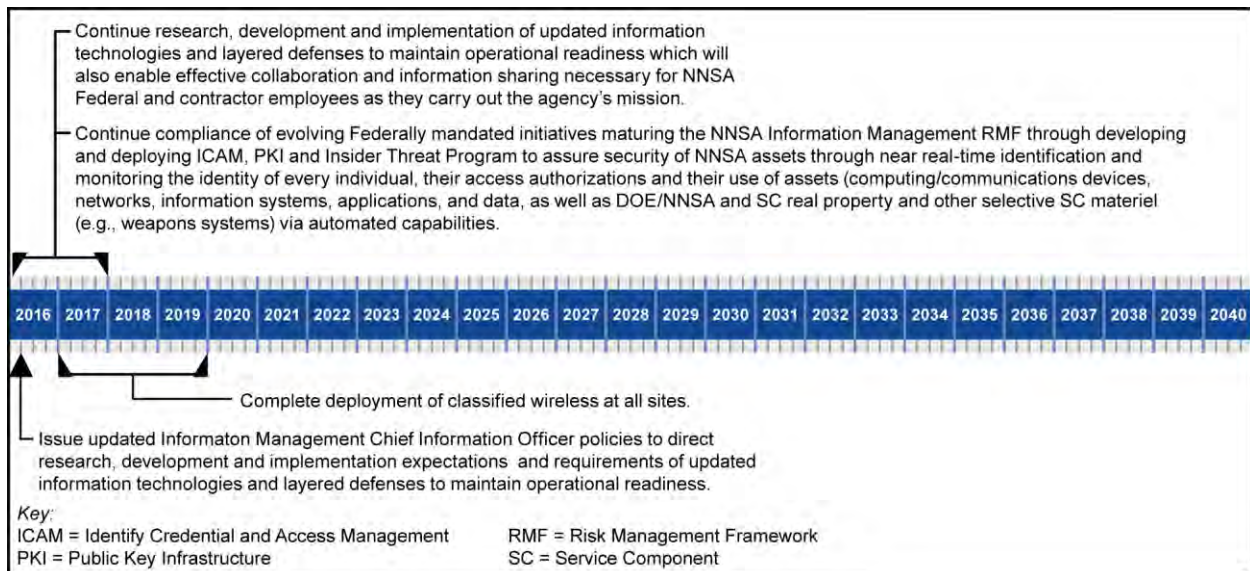 Continue research, development and implementation of updated information
technologies and layered defenses to maintain operational readiness which will
also enable effective collaboration and information sharing necessary for NNSA
Federal and contractor employees as they carry out the agency's mission.
Continue compliance of evolving Federally mandated initiatives maturing the NNSA Information Management RMF through developing
and deploying ICAM, PKI and Insider Threat Program to assure security of NNSA assets through near real-time identification and
monitoring the identity of every individual, their access authorizations and their use of assets (computing/communications devices,
networks, information systems, applications, and data, as well as DOE/NNSA and SC real property and other selective SC materiel
(e.g., weapons systems) via automated capabilities.
2016 2017 2018 2019 2020 2021 2022 2023 2024 2025 2026 2027 2028 2029 2030 2031 2032 2033 2034 2035 2036 2037 2038 2039 2040
Complete deployment of classified wireless at all sites.
Issue updated Informaton Management Chief Information Officer policies to direct
research, development and implementation expectations and requirements of updated
information technologies and layered defenses to maintain operational readiness.
Key:
ICAM = Identify Credential and Access Management RMF = Risk Management Framework
PKI = Public Key Infrastructure SC = Service Component